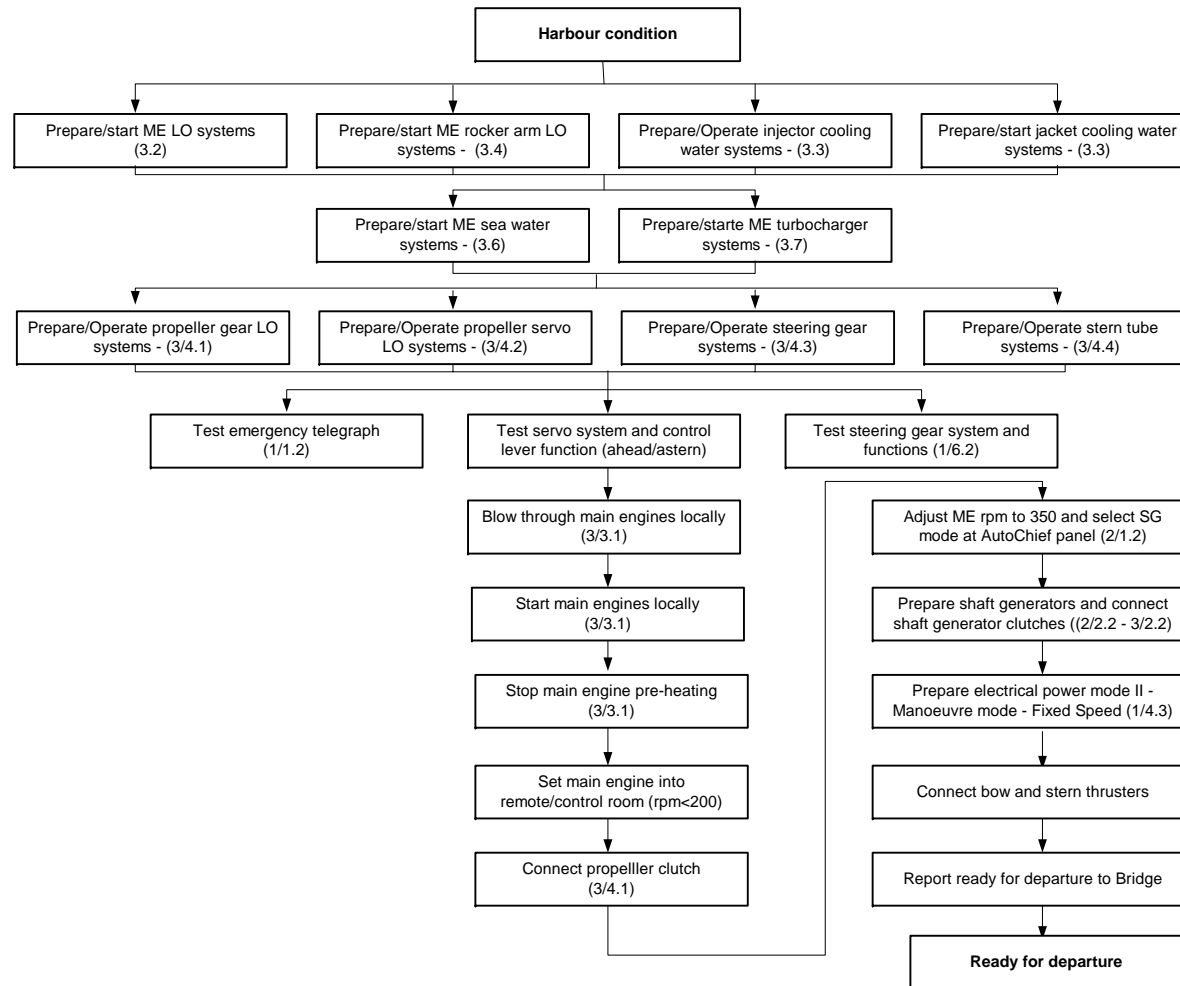 Harbour condition
Prepare/start ME LO systems
(3.2)
Prepare/start ME rocker arm LO
systems - (3.4)
Prepare/Operate injector cooling
water systems - (3.3)
Prepare/start jacket cooling water
systems - (3.3)
Prepare/start ME sea water
systems - (3.6)
Prepare/starte ME turbocharger
systems - (3.7)
Prepare/Operate propeller gear LO
systems - (3/4.1)
Prepare/Operate propeller servo
LO systems - (3/4.2)
Prepare/Operate steering gear
systems - (3/4.3)
Prepare/Operate stern tube
systems - (3/4.4)
Test emergency telegraph
(1/1.2)
Test servo system and control
lever function (ahead/astern)
Test steering gear system and
functions (1/6.2)
Blow through main engines locally
(3/3.1)
Start main engines locally
(3/3.1)
Stop main engine pre-heating
(3/3.1)
Set main engine into
remote/control room (rpm<200)
Connect propelller clutch
(3/4.1)
Adjust ME rpm to 350 and select SG
mode at AutoChief panel (2/1.2)
Prepare shaft generators and connect
shaft generator clutches ((2/2.2 - 3/2.2)
Prepare electrical power mode II -
Manoeuvre mode - Fixed Speed (1/4.3)
Connect bow and stern thrusters
Report ready for departure to Bridge
Ready for departure